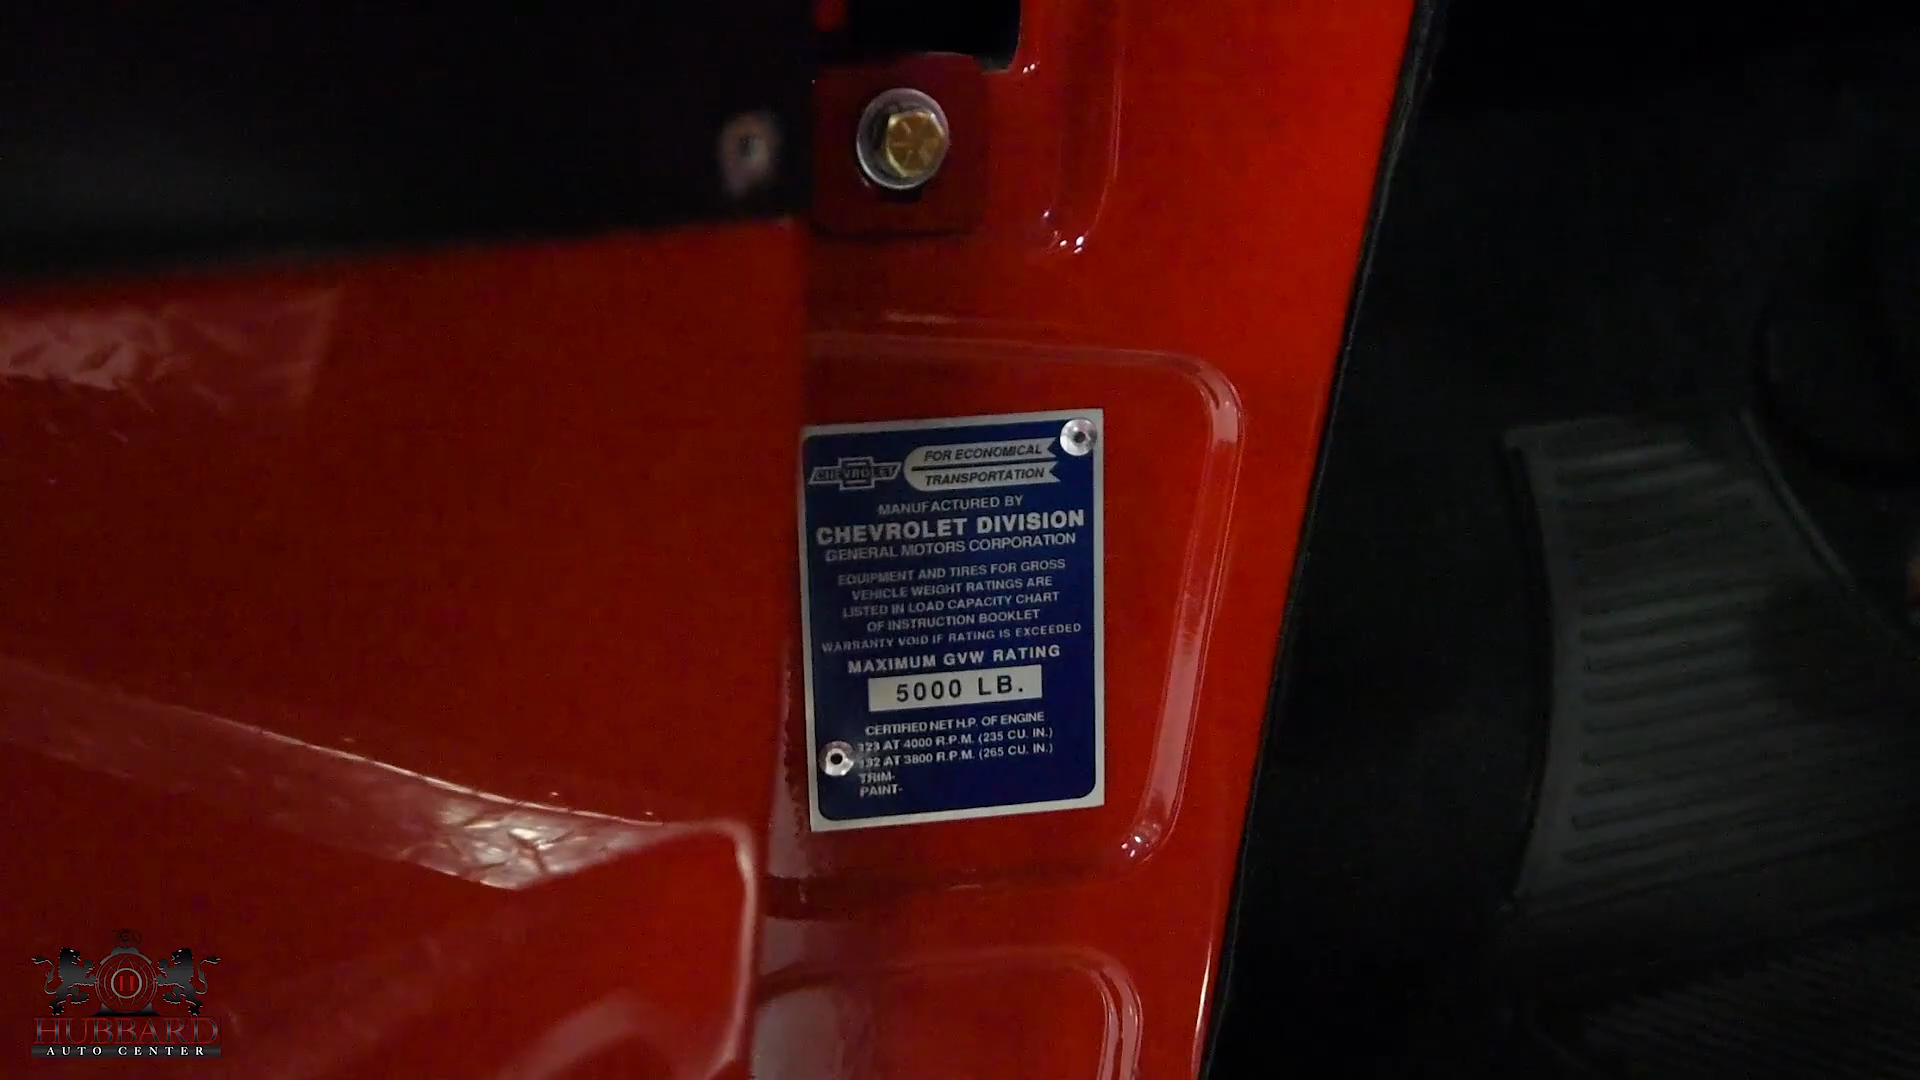 CHEVROLET
FOR ECONOMICAL
TRANSPORTATION
MANUFACTURED BY
CHEVROLET DIVISION
GENERAL MOTORS CORPORATION
EQUIPMENT AND TIRES FOR GROSS
VEHICLE WEIGHT RATINGS ARE
LISTED IN LOAD CAPACITY CHART
OF INSTRUCTION BOOKLET
WARRANTY VOID IF RATING IS EXCEEDED
MAXIMUM GVW RATING
5000 LB.
CERTIFIED NET H.P. OF ENGINE
123 AT 4000 R.P.M. (235 CU. IN.)
132 AT 3800 R.P.M. (265 CU. IN.)
TRIM-
PAINT-
H
HUBBARD
AUTO CENTER